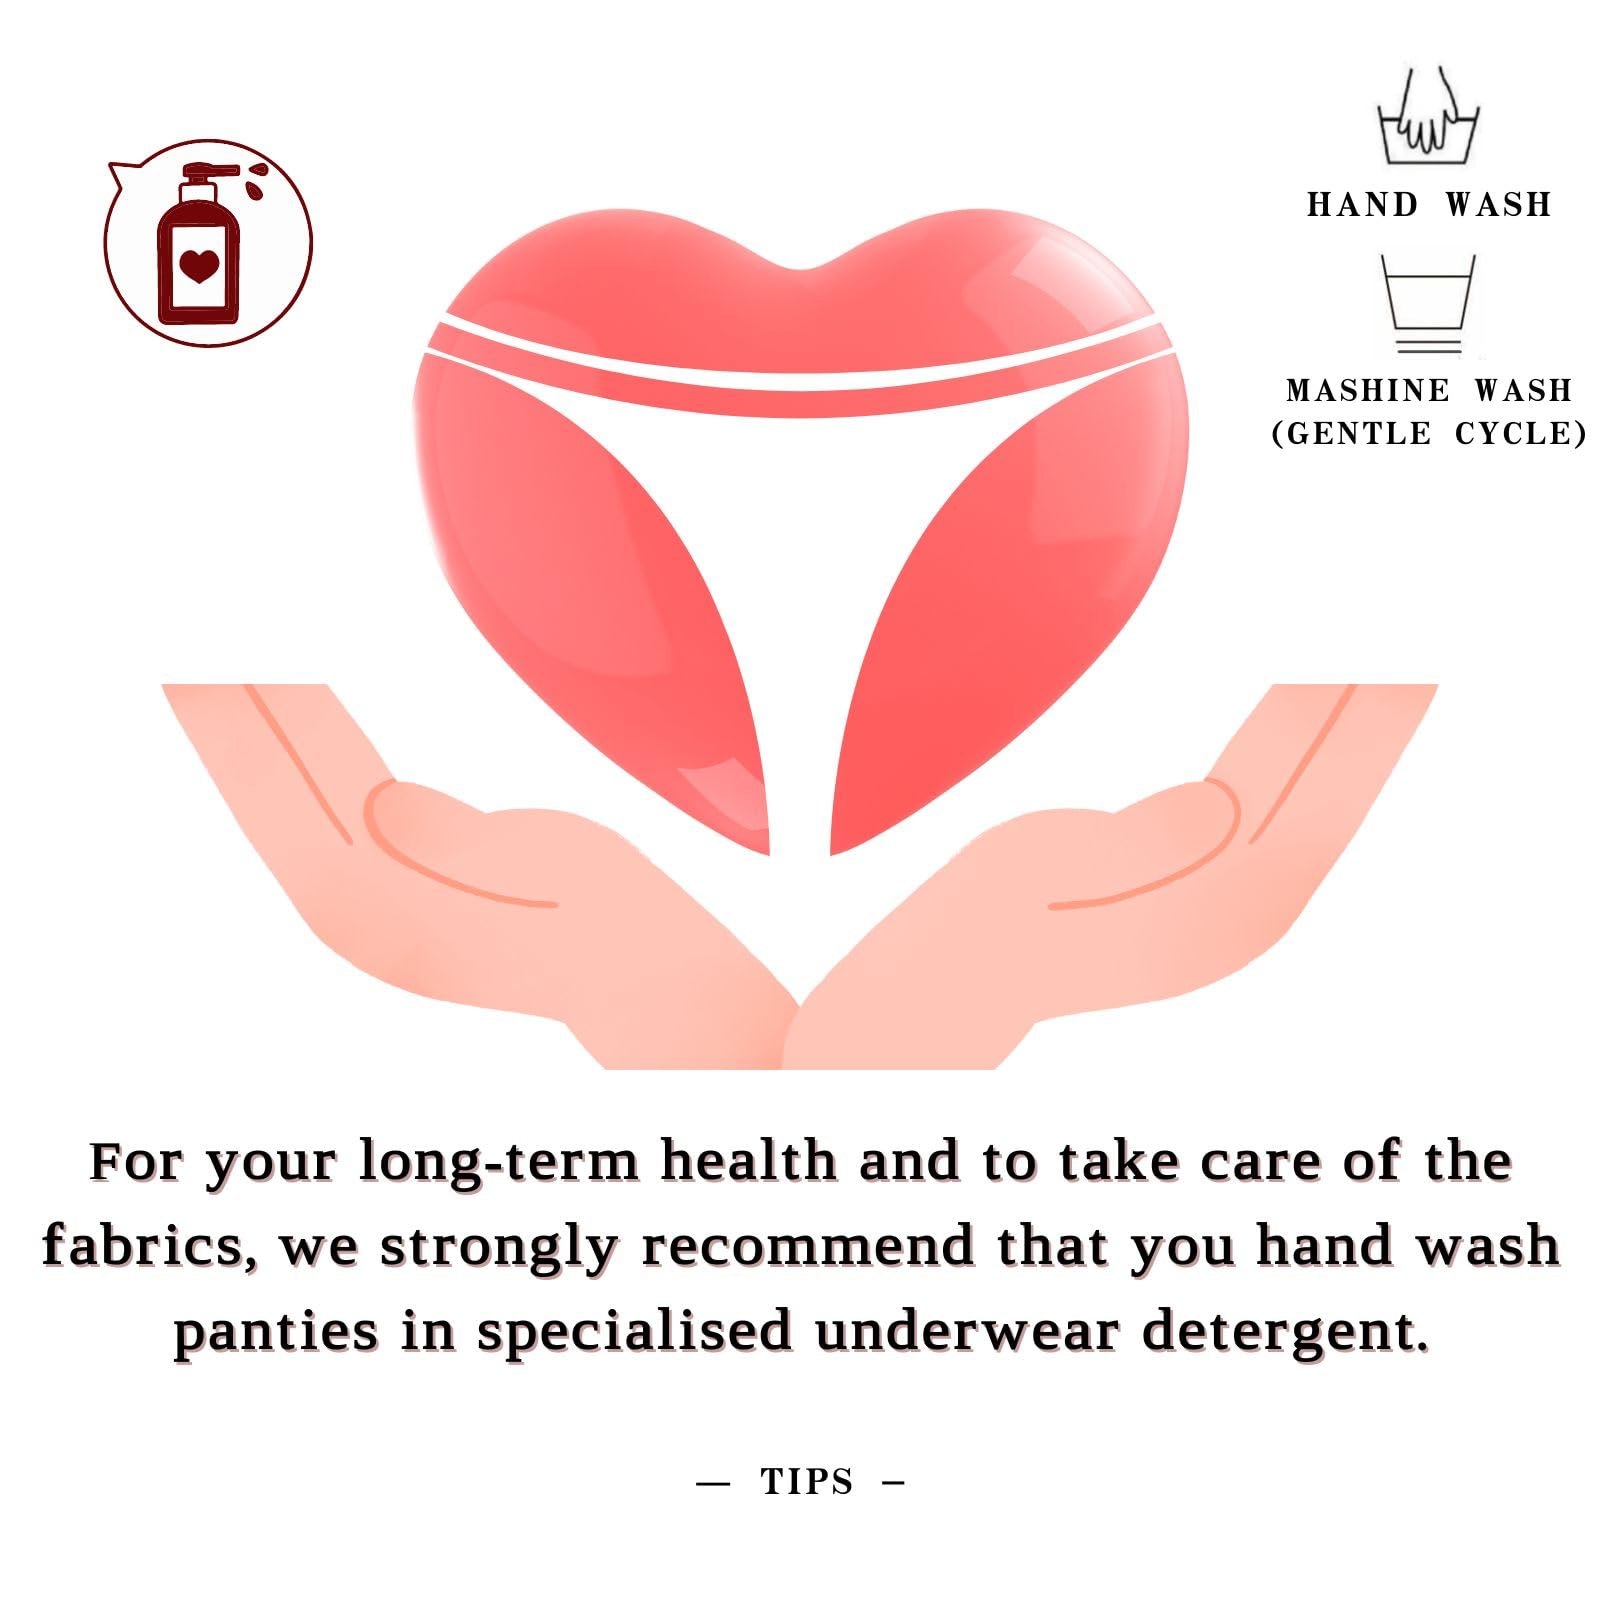 HAND WASH
MASHINE WASH
(GENTLE CYCLE)
For your long-term health and to take care of the
fabrics, we strongly recommend that you hand wash
panties in specialised underwear detergent.
— TIPS –